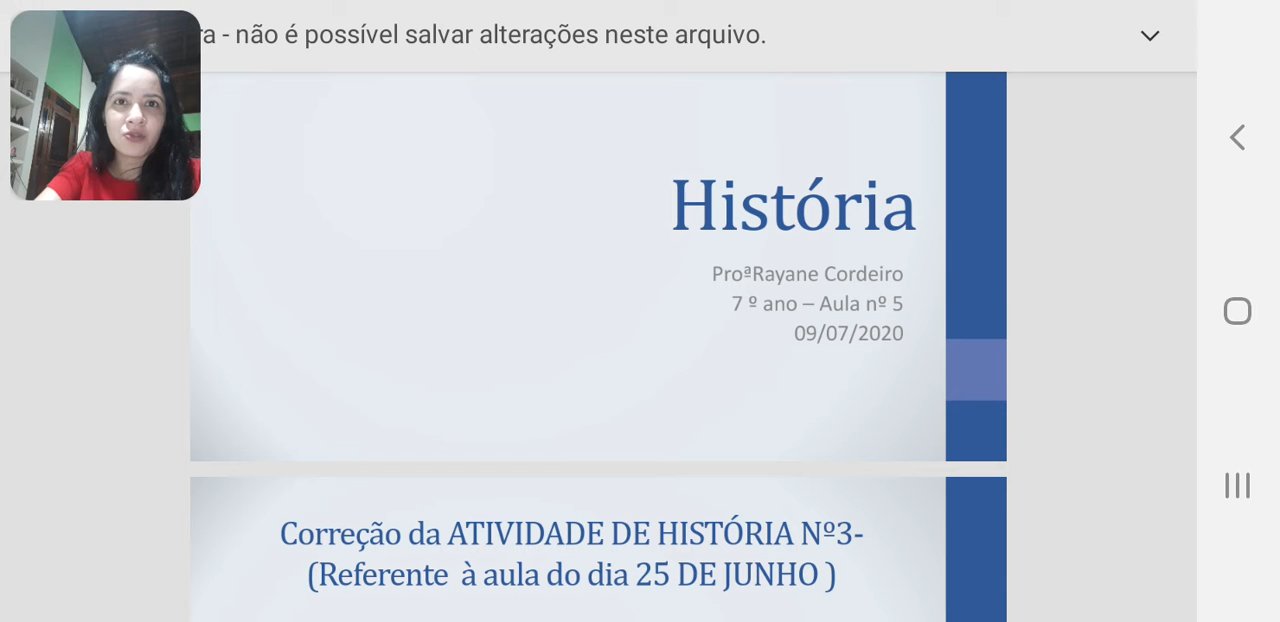 - não é possível salvar alterações neste arquivo.
História
ProªRayane Cordeiro
7 º ano – Aula nº 5
09/07/2020
Correção da ATIVIDADE DE HISTÓRIA Nº3-
(Referente à aula do dia 25 DE JUNHO )